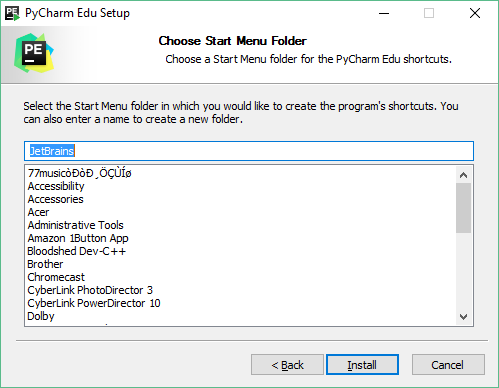 PyCharm Edu Setup
PE
Choose Start Menu Folder
Choose a Start Menu folder for the PyCharm Edu shortcuts.
Select the Start Menu folder in which you would like to create the program's shortcuts. You
can also enter a name to create a new folder.
JetBrains
77musicòÐòÐ¸ÖÇÙÍø
Accessibility
Accessories
Acer
Administrative Tools
Amazon 1Button App
Bloodshed Dev-C++
Brother
Chromecast
CyberLink PhotoDirector 3
CyberLink PowerDirector 10
Dolby
< Back
Install
Cancel